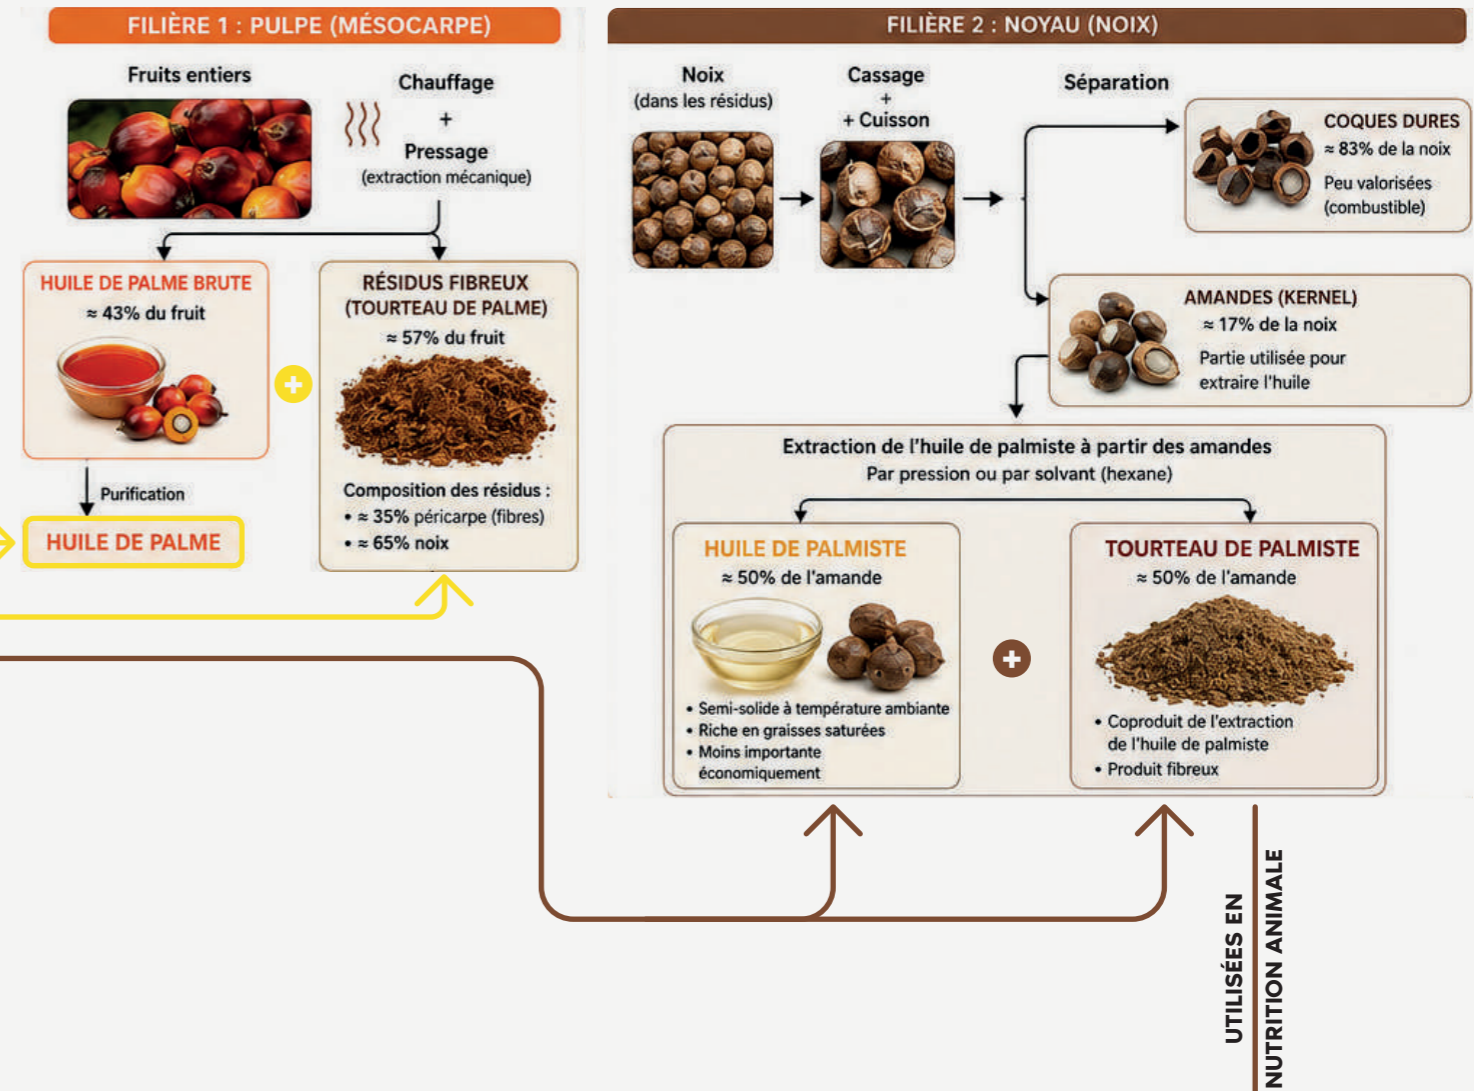 FILIÈRE 1 : PULPE (MÉSOCARPE)
Fruits entiers
Chauffage
+
Pressage
(extraction mécanique)
HUILE DE PALME BRUTE
≈ 43% du fruit
+
RÉSIDUS FIBREUX
(TOURTEAU DE PALME)
≈ 57% du fruit
Composition des résidus :
• ≈ 35% péricarpe (fibres)
• ≈ 65% noix
Purification
HUILE DE PALME
FILIÈRE 2 : NOYAU (NOIX)
Noix
(dans les résidus)
Cassage
+
+ Cuisson
Séparation
COQUES DURES
≈ 83% de la noix
Peu valorisées
(combustible)
AMANDES (KERNEL)
≈ 17% de la noix
Partie utilisée pour
extraire l'huile
Extraction de l'huile de palmiste à partir des amandes
Par pression ou par solvant (hexane)
HUILE DE PALMISTE
≈ 50% de l'amande
• Semi-solide à température ambiante
• Riche en graisses saturées
• Moins importante
économiquement
+
TOURTEAU DE PALMISTE
≈ 50% de l'amande
• Coproduit de l'extraction
de l'huile de palmiste
• Produit fibreux
UTILISÉES EN
NUTRITION ANIMALE